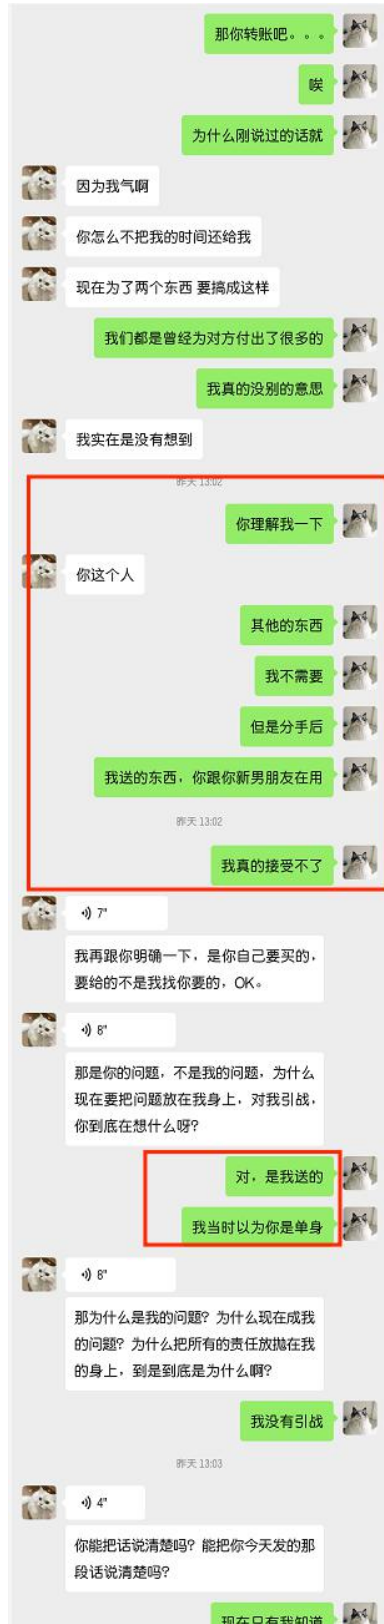 那你转账吧。。。
唉
为什么刚说过的话就
因为我气啊
你怎么不把我的时间还给我
现在为了两个东西 要搞成这样
我们都是曾经为对方付出了很多的
我真的没别的意思
我实在是没有想到
昨天 13:02
你理解我一下
你这个人
其他的东西
我不需要
但是分手后
我送的东西，你跟你新男朋友在用
昨天 13:02
我真的接受不了
7"
我再跟你明确一下，是你自己要买的，
要给的不是我找你要的，OK。
8"
那是你的问题，不是我的问题，为什么
现在要把问题放在我身上，对我引战，
你到底在想什么呀？
对，是我送的
我当时以为你是单身
8"
那为什么是我的问题？为什么现在成我
的问题？为什么把所有的责任放抛在我
的身上，到是到底是为什么啊？
我没有引战
昨天 13:03
4"
你能把话说清楚吗？能把你今天发的那
段话说清楚吗？
现在只有我知道